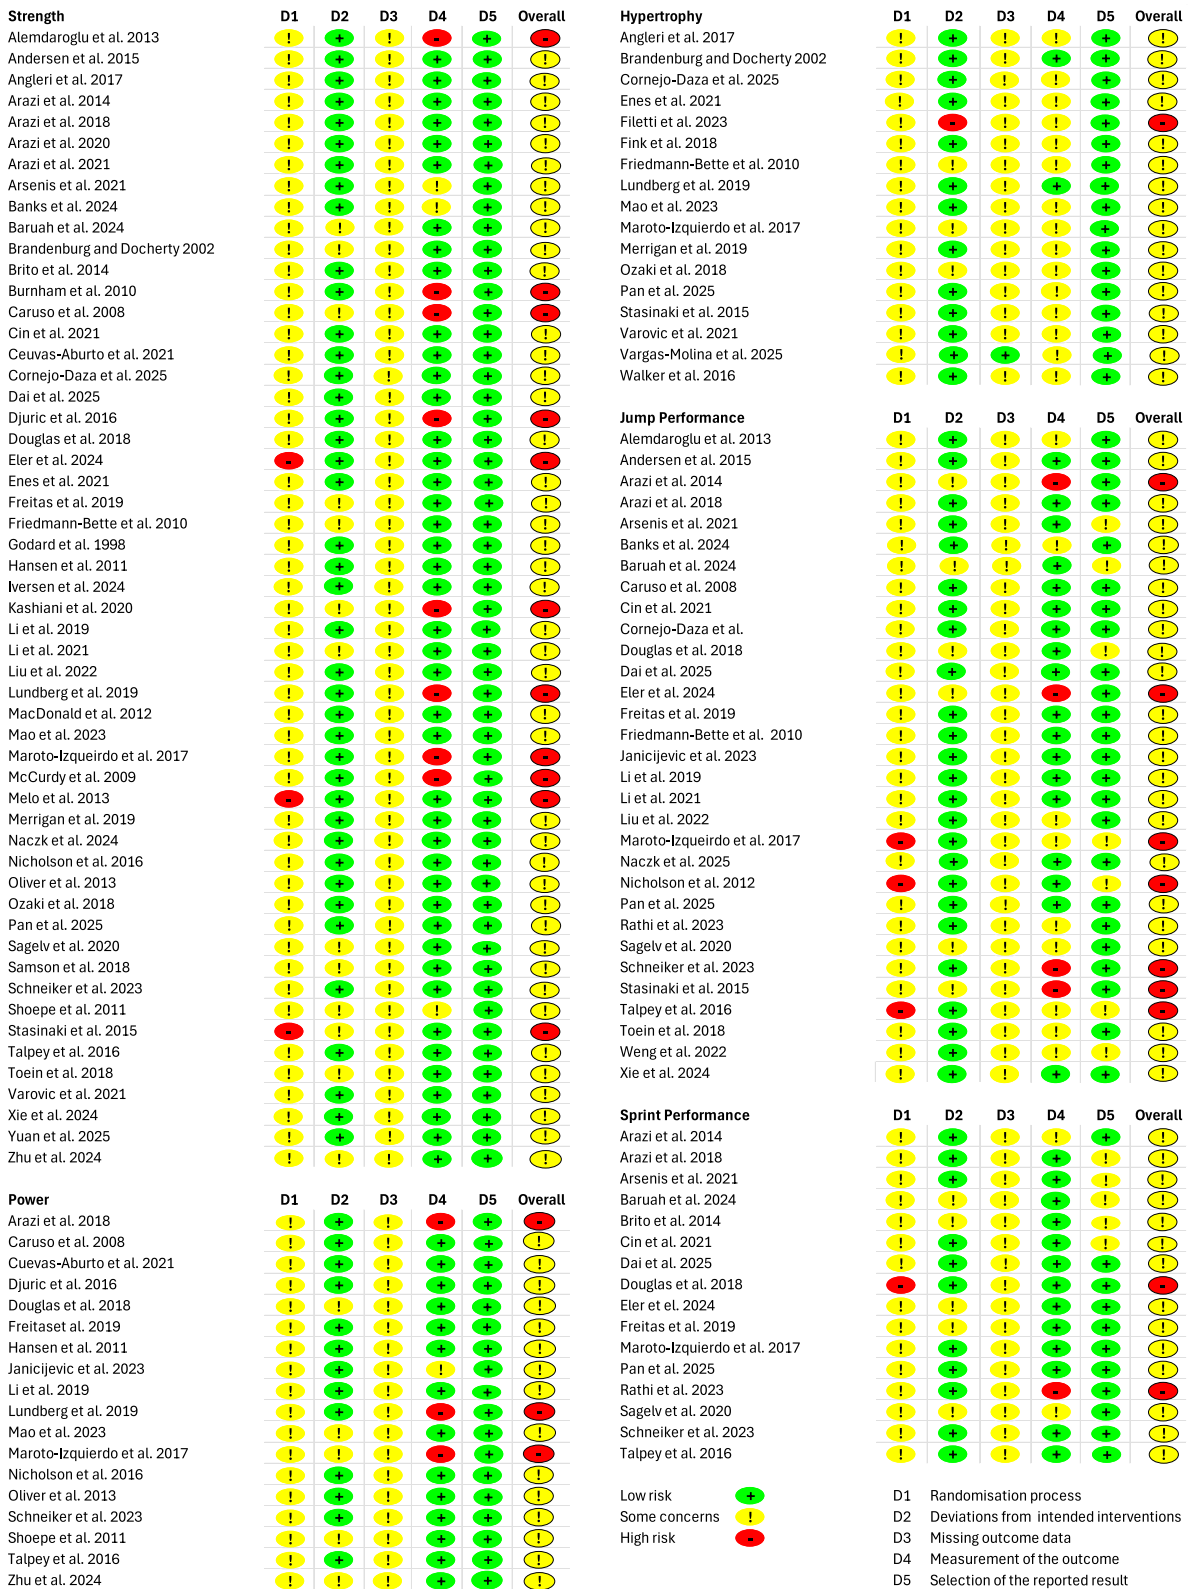 Strength D1 D2 D3 D4 D5 Overall
Alemdaroglu et al. 2013 ! + ! - + -
Andersen et al. 2015 ! + ! + + !
Angleri et al. 2017 ! + ! + + !
Arazi et al. 2014 ! + ! + + !
Arazi et al. 2018 ! + ! + + !
Arazi et al. 2020 ! + ! + + !
Arazi et al. 2021 ! + ! + + !
Arsenis et al. 2021 ! + ! ! + !
Banks et al. 2024 ! + ! ! + !
Baruah et al. 2024 ! ! ! + + !
Brandenburg and Docherty 2002 ! ! ! + + !
Brito et al. 2014 ! + ! + + !
Burnham et al. 2010 ! + ! - + -
Caruso et al. 2008 ! ! ! - + -
Cin et al. 2021 ! + ! + + !
Ceuvas-Aburto et al. 2021 ! + ! + + !
Cornejo-Daza et al. 2025 ! + ! + + !
Dai et al. 2025 ! + ! + + !
Djuric et al. 2016 ! + ! - + -
Douglas et al. 2018 ! + ! + + !
Eler et al. 2024 - + ! + + -
Enes et al. 2021 ! + ! + + !
Freitas et al. 2019 ! ! ! + + !
Friedmann-Bette et al. 2010 ! ! ! + + !
Godard et al. 1998 ! + ! + + !
Hansen et al. 2011 ! + ! + + !
Iversen et al. 2024 ! + ! + + !
Kashiani et al. 2020 ! ! ! - + -
Li et al. 2019 ! + ! + + !
Li et al. 2021 ! ! ! + + !
Liu et al. 2022 ! + ! + + !
Lundberg et al. 2019 ! + ! - + -
MacDonald et al. 2012 ! + ! + + !
Mao et al. 2023 ! + ! + + !
Maroto-Izqueirdo et al. 2017 ! + ! - + -
McCurdy et al. 2009 ! + ! - + -
Melo et al. 2013 - + ! + + -
Merrigan et al. 2019 ! + ! + + !
Naczk et al. 2024 ! + ! + + !
Nicholson et al. 2016 ! + ! + + !
Oliver et al. 2013 ! + ! + + !
Ozaki et al. 2018 ! + ! + + !
Pan et al. 2025 ! + ! + + !
Sagelv et al. 2020 ! ! ! + + !
Samson et al. 2018 ! ! ! + + !
Schneiker et al. 2023 ! + ! + + !
Shoepe et al. 2011 ! ! ! ! + !
Stasinaki et al. 2015 - ! ! + + -
Talpey et al. 2016 ! + ! + + !
Toein et al. 2018 ! ! ! + + !
Varovic et al. 2021 ! + ! + + !
Xie et al. 2024 ! + ! + + !
Yuan et al. 2025 ! + ! + + !
Zhu et al. 2024 ! ! ! + + !
Power D1 D2 D3 D4 D5 Overall
Arazi et al. 2018 ! + ! - + -
Caruso et al. 2008 ! + ! + + !
Cuevas-Aburto et al. 2021 ! + ! + + !
Djuric et al. 2016 ! + ! + + !
Douglas et al. 2018 ! ! ! + + !
Freitaset al. 2019 ! + ! + + !
Hansen et al. 2011 ! + ! + + !
Janicijevic et al. 2023 ! + ! ! + !
Li et al. 2019 ! + ! + + !
Lundberg et al. 2019 ! + ! - + -
Mao et al. 2023 ! ! ! + + !
Maroto-Izquierdo et al. 2017 ! ! ! - + -
Nicholson et al. 2016 ! + ! + + !
Oliver et al. 2013 ! + ! + + !
Schneiker et al. 2023 ! + ! + + !
Shoepe et al. 2011 ! ! ! + + !
Talpey et al. 2016 ! + ! + + !
Zhu et al. 2024 ! ! ! + + !
Hypertrophy D1 D2 D3 D4 D5 Overall
Angleri et al. 2017 ! + ! ! + !
Brandenburg and Docherty 2002 ! + ! + + !
Cornejo-Daza et al. 2025 ! + ! ! + !
Enes et al. 2021 ! + ! ! + !
Filetti et al. 2023 ! - ! ! + -
Fink et al. 2018 ! + ! ! + !
Friedmann-Bette et al. 2010 ! ! ! ! + !
Lundberg et al. 2019 ! + ! + + !
Mao et al. 2023 ! + ! ! + !
Maroto-Izquierdo et al. 2017 ! ! ! ! + !
Merrigan et al. 2019 ! + ! ! + !
Ozaki et al. 2018 ! ! ! ! + !
Pan et al. 2025 ! + ! ! + !
Stasinaki et al. 2015 ! + ! ! + !
Varovic et al. 2021 ! + ! ! + !
Vargas-Molina et al. 2025 ! + + ! + !
Walker et al. 2016 ! + ! ! + !
Jump Performance D1 D2 D3 D4 D5 Overall
Alemdaroglu et al. 2013 ! + ! ! + !
Andersen et al. 2015 ! + ! + + !
Arazi et al. 2014 ! ! ! - + -
Arazi et al. 2018 ! + ! + + !
Arsenis et al. 2021 ! + ! + ! !
Banks et al. 2024 ! + ! ! + !
Baruah et al. 2024 ! ! ! + ! !
Caruso et al. 2008 ! + ! + + !
Cin et al. 2021 ! + ! + + !
Cornejo-Daza et al. ! + ! + + !
Douglas et al. 2018 ! ! ! + ! !
Dai et al. 2025 ! + ! + + !
Eler et al. 2024 ! ! ! - + -
Freitas et al. 2019 ! + ! + + !
Friedmann-Bette et al. 2010 ! + ! + + !
Janicijevic et al. 2023 ! + ! + + !
Li et al. 2019 ! + ! + + !
Li et al. 2021 ! + ! + + !
Liu et al. 2022 ! + ! ! + !
Maroto-Izqueirdo et al. 2017 - + ! ! ! -
Naczk et al. 2025 ! + ! + + !
Nicholson et al. 2012 - + ! + ! -
Pan et al. 2025 ! + ! + + !
Rathi et al. 2023 ! + ! ! + !
Sagelv et al. 2020 ! ! ! ! + !
Schneiker et al. 2023 ! + ! - + -
Stasinaki et al. 2015 ! ! ! - + -
Talpey et al. 2016 - + ! ! ! -
Toein et al. 2018 ! + ! ! + !
Weng et al. 2022 ! + ! ! ! !
Xie et al. 2024 ! + ! + + !
Sprint Performance D1 D2 D3 D4 D5 Overall
Arazi et al. 2014 ! + ! ! + !
Arazi et al. 2018 ! + ! + ! !
Arsenis et al. 2021 ! + ! + ! !
Baruah et al. 2024 ! ! ! + ! !
Brito et al. 2014 ! ! ! + ! !
Cin et al. 2021 ! + ! + ! !
Dai et al. 2025 ! + ! + + !
Douglas et al. 2018 - + ! + + -
Eler et el. 2024 ! ! ! + + !
Freitas et al. 2019 ! ! ! + + !
Maroto-Izquierdo et al. 2017 ! + ! + + !
Pan et al. 2025 ! + ! + + !
Rathi et al. 2023 ! + ! - + -
Sagelv et al. 2020 ! ! ! ! + !
Schneiker et al. 2023 ! + ! + + !
Talpey et al. 2016 ! + ! + + !
Low risk +
Some concerns !
High risk -
D1 Randomisation process
D2 Deviations from intended interventions
D3 Missing outcome data
D4 Measurement of the outcome
D5 Selection of the reported result